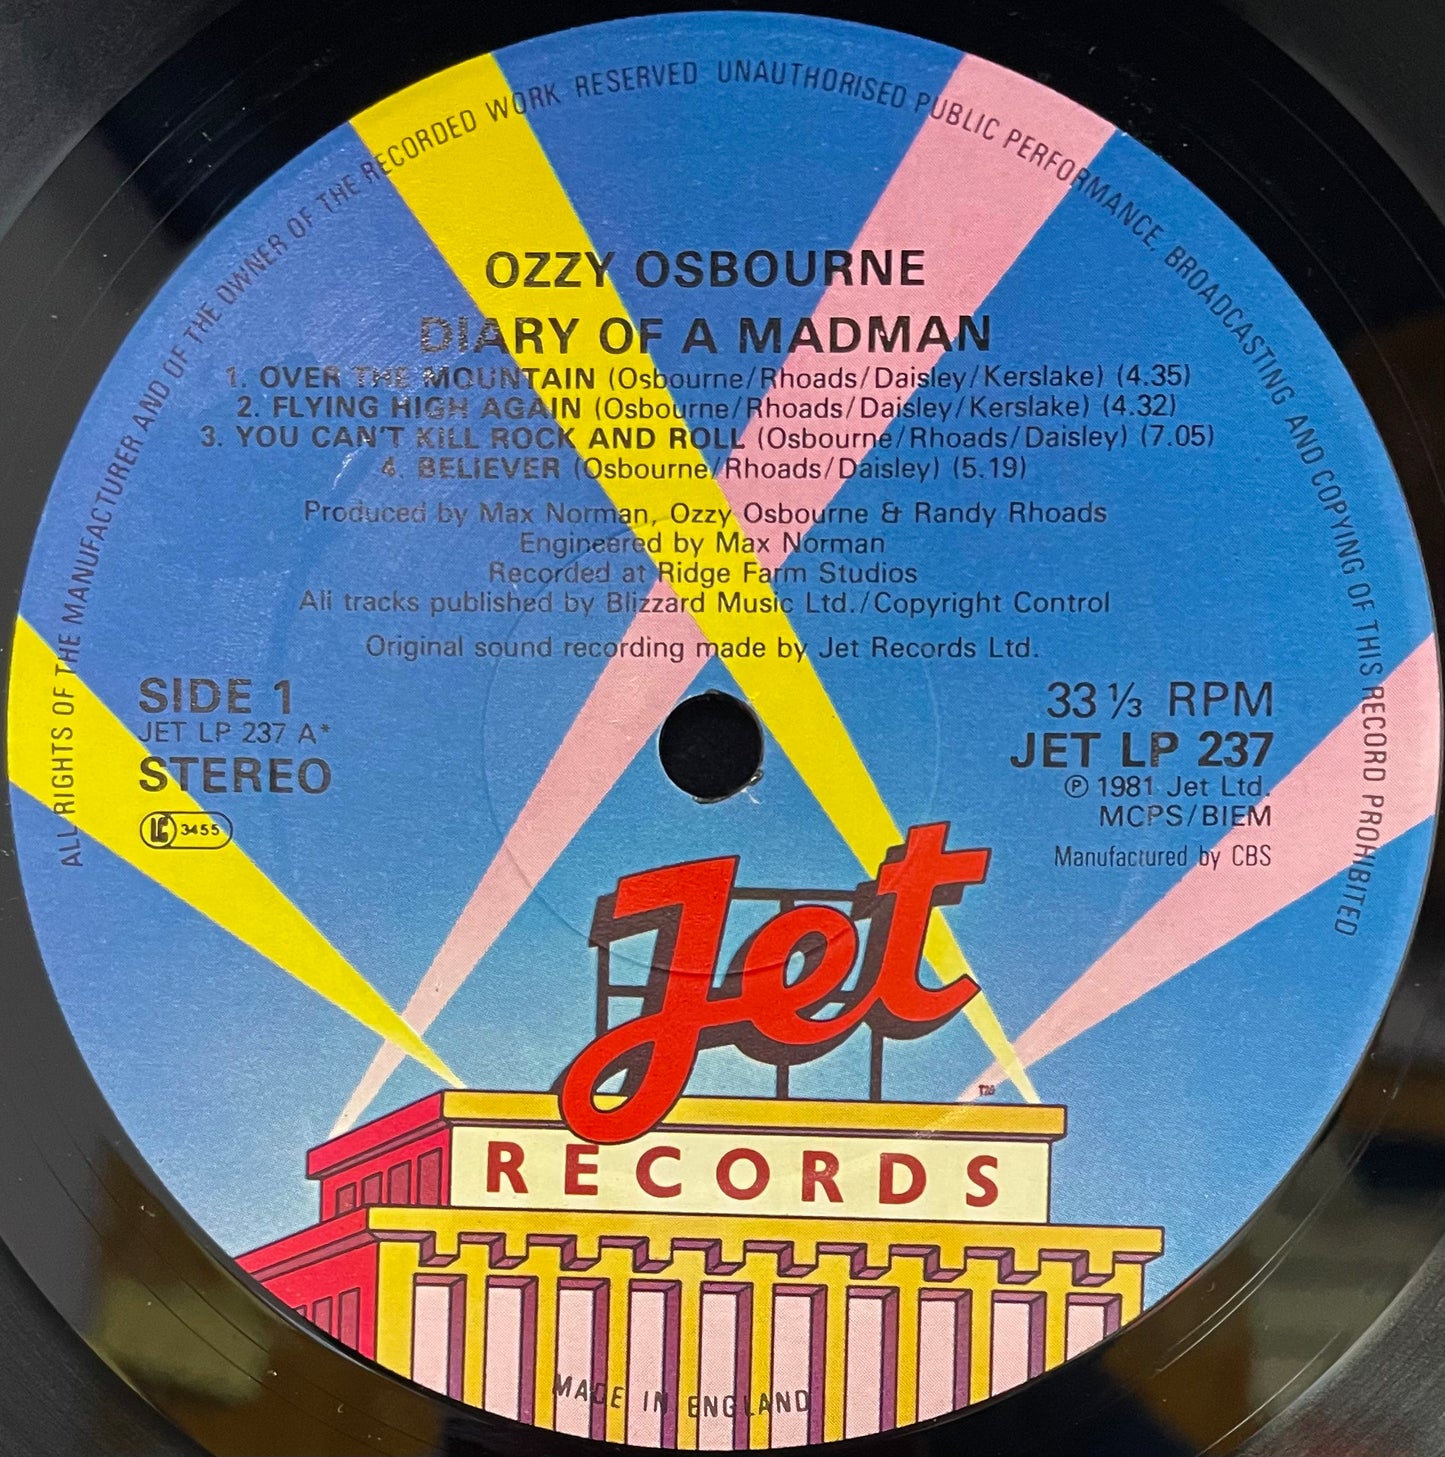 ALL RIGHTS OF THE MANUFACTURER AND OF THE OWNER OF THE RECORDED WORK RESERVED UNAUTHORISED PUBLIC PERFORMANCE, BROADCASTING AND COPYING OF THIS RECORD PROHIBITED
OZZY OSBOURNE
DIARY OF A MADMAN
1. OVER THE MOUNTAIN (Osbourne/Rhoads/Daisley/Kerslake) (4.35)
2. FLYING HIGH AGAIN (Osbourne/Rhoads/Daisley/Kerslake) (4.32)
3. YOU CAN'T KILL ROCK AND ROLL (Osbourne/Rhoads/Daisley) (7.05)
4. BELIEVER (Osbourne/Rhoads/Daisley) (5.19)
Produced by Max Norman, Ozzy Osbourne & Randy Rhoads
Engineered by Max Norman
Recorded at Ridge Farm Studios
All tracks published by Blizzard Music Ltd./Copyright Control
Original sound recording made by Jet Records Ltd.
SIDE 1
JET LP 237 A*
STEREO
LC 3455
33 ⅓ RPM
JET LP 237
℗ 1981 Jet Ltd.
MCPS/BIEM
Manufactured by CBS
Jet
TM
RECORDS
MADE IN ENGLAND